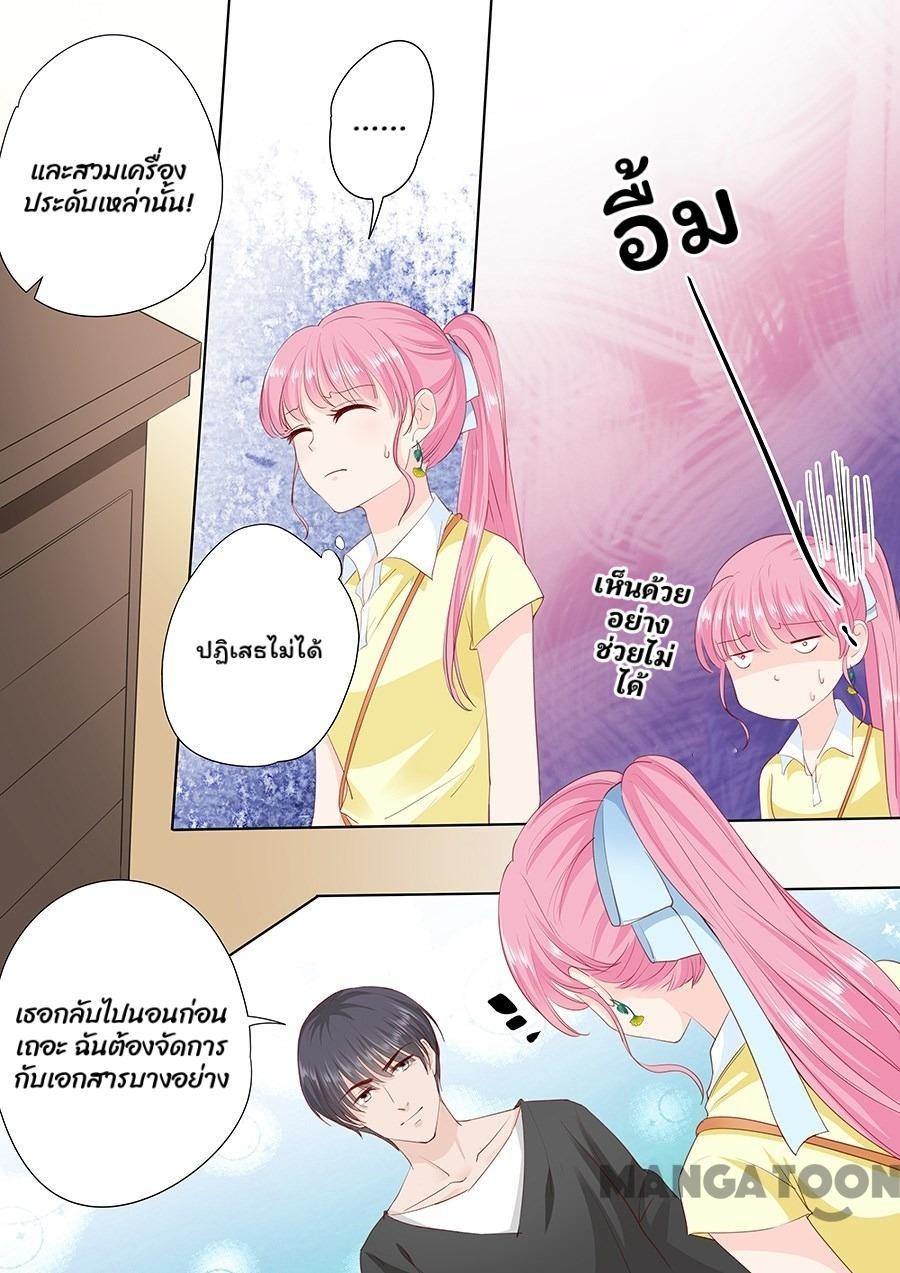 และสวมเครื่อง
ประดับเหล่านั้น!
......
อื้ม
เห็นด้วย
อย่าง
ช่วยไม่
ได้
ปฏิเสธไม่ได้
เธอกลับไปนอนก่อน
เถอะ ฉันต้องจัดการ
กับเอกสารบางอย่าง
MANGATOON